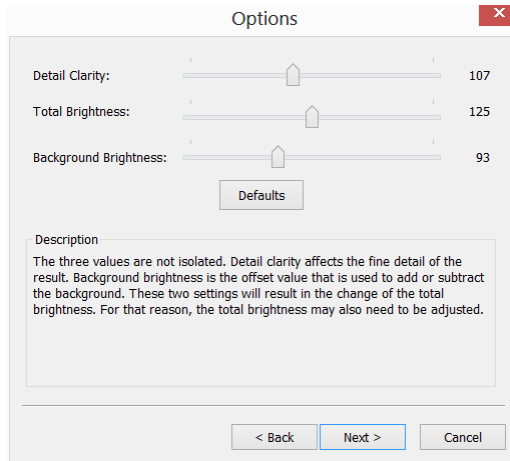 Options
Detail Clarity: 107
Total Brightness: 125
Background Brightness: 93
Defaults
Description
The three values are not isolated. Detail clarity affects the fine detail of the
result. Background brightness is the offset value that is used to add or subtract
the background. These two settings will result in the change of the total
brightness. For that reason, the total brightness may also need to be adjusted.
< Back Next > Cancel